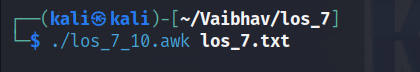 ┌──(kali㉿kali)-[~/Vaibhav/los_7]
└─$ ./los_7_10.awk los_7.txt